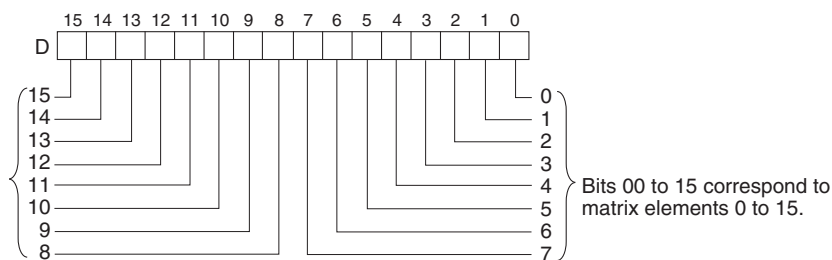 15 14 13 12 11 10 9 8 7 6 5 4 3 2 1 0
D
15 0
14 1
13 2
12 3
11 4
10 5
9 6
8 7
Bits 00 to 15 correspond to
matrix elements 0 to 15.